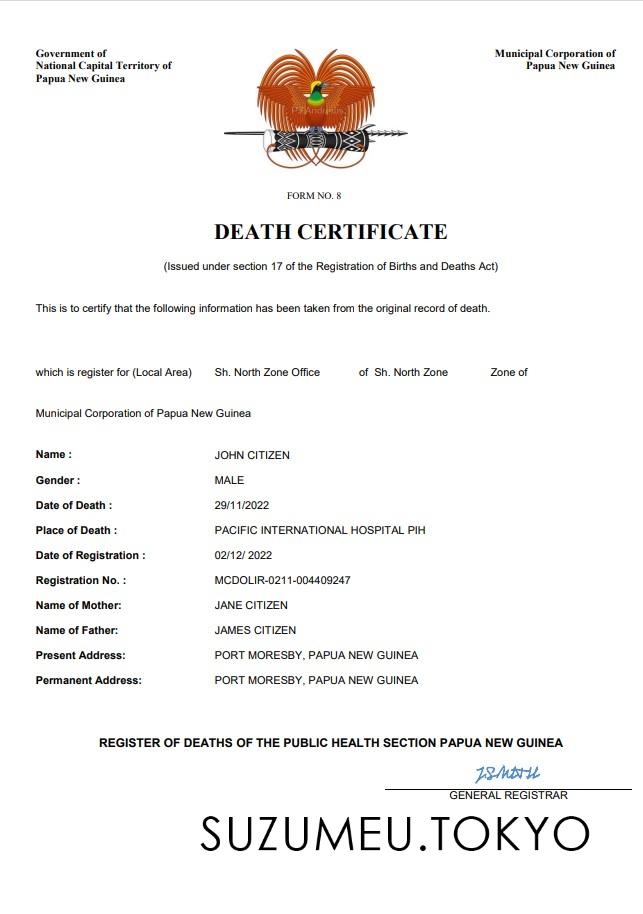 Government of
National Capital Territory of
Papua New Guinea
Municipal Corporation of
Papua New Guinea
FORM NO. 8
DEATH CERTIFICATE
(Issued under section 17 of the Registration of Births and Deaths Act)
This is to certify that the following information has been taken from the original record of death.
which is register for (Local Area) Sh. North Zone Office of Sh. North Zone Zone of
Municipal Corporation of Papua New Guinea
Name : JOHN CITIZEN
Gender : MALE
Date of Death : 29/11/2022
Place of Death : PACIFIC INTERNATIONAL HOSPITAL PIH
Date of Registration : 02/12/ 2022
Registration No. : MCDOLIR-0211-004409247
Name of Mother: JANE CITIZEN
Name of Father: JAMES CITIZEN
Present Address: PORT MORESBY, PAPUA NEW GUINEA
Permanent Address: PORT MORESBY, PAPUA NEW GUINEA
REGISTER OF DEATHS OF THE PUBLIC HEALTH SECTION PAPUA NEW GUINEA
GENERAL REGISTRAR
SUZUMEU.TOKYO